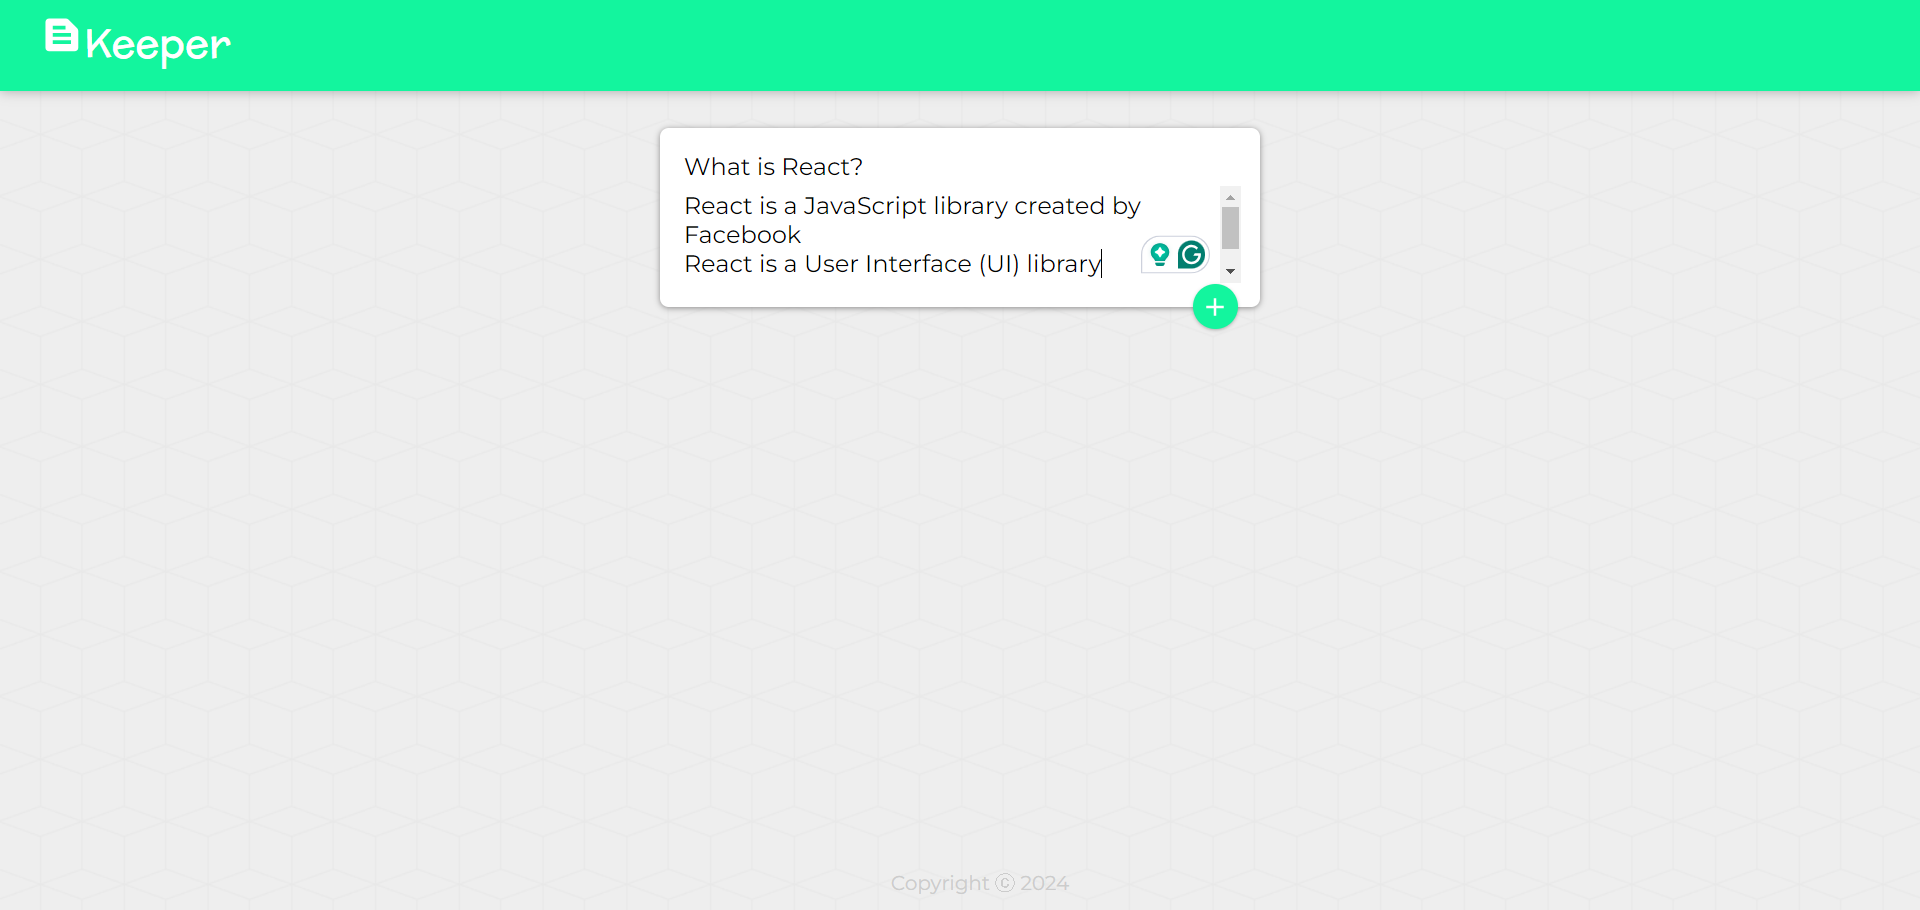 Keeper
What is React?
React is a JavaScript library created by
Facebook
React is a User Interface (UI) library
Copyright © 2024